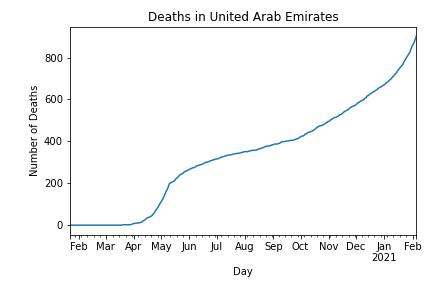 Deaths in United Arab Emirates
Number of Deaths
800
600
400
200
0
Feb Mar Apr May Jun Jul Aug Sep Oct Nov Dec Jan Feb
2021
Day